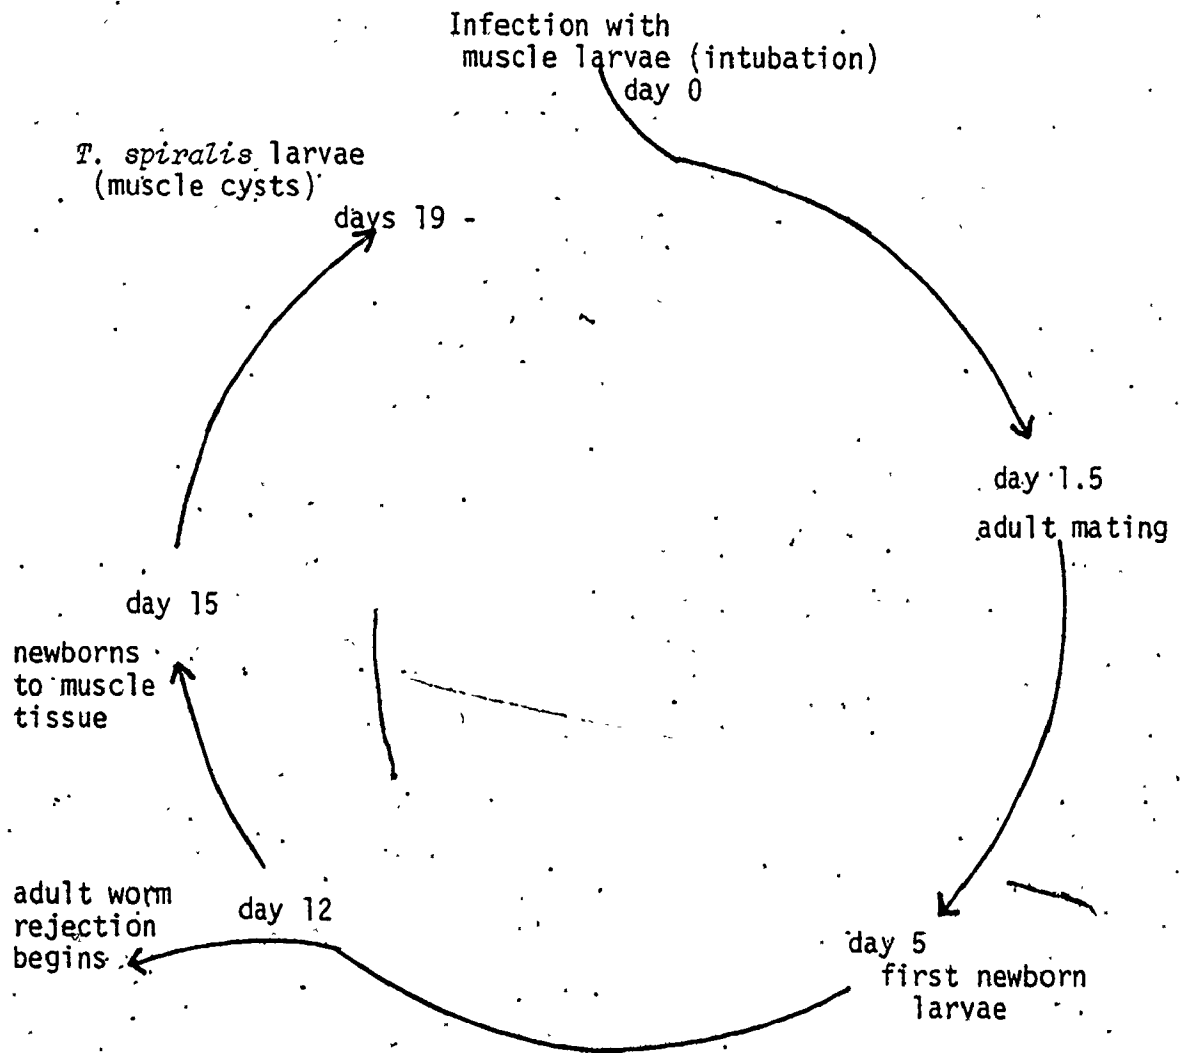 Infection with
muscle larvae (intubation)
day 0
day 1.5
adult mating
day 5
first newborn
larvae
day 12
adult worm
rejection
begins
day 15
newborns
to muscle
tissue
T. spiralis larvae
(muscle cysts)
days 19 -